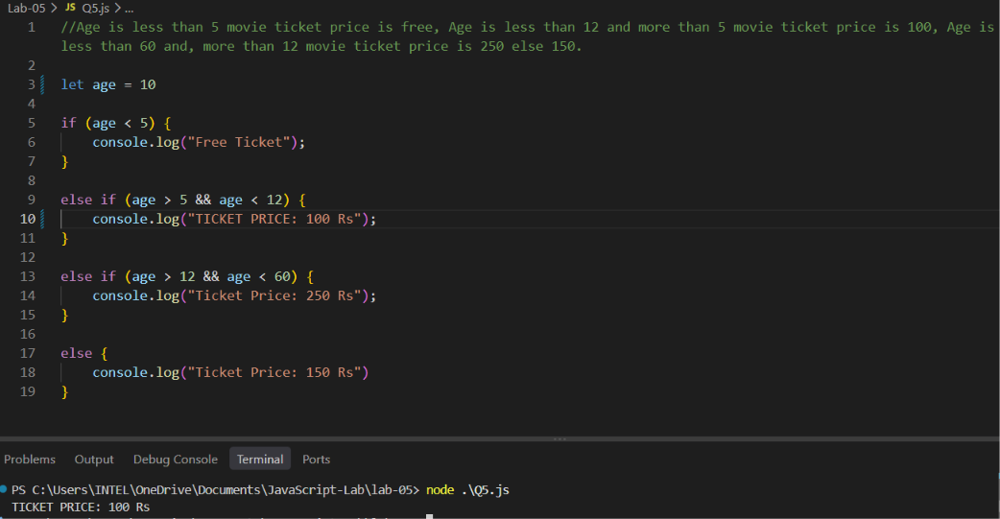 Lab-05 > JS Q5.js > ...
1 //Age is less than 5 movie ticket price is free, Age is less than 12 and more than 5 movie ticket price is 100, Age is
less than 60 and, more than 12 movie ticket price is 250 else 150.
2
3 let age = 10
4
5 if (age < 5) {
6 console.log("Free Ticket");
7 }
8
9 else if (age > 5 && age < 12) {
10 console.log("TICKET PRICE: 100 Rs");
11 }
12
13 else if (age > 12 && age < 60) {
14 console.log("Ticket Price: 250 Rs");
15 }
16
17 else {
18 console.log("Ticket Price: 150 Rs")
19 }
Problems Output Debug Console Terminal Ports
PS C:\Users\INTEL\OneDrive\Documents\JavaScript-Lab\lab-05> node .\Q5.js
TICKET PRICE: 100 Rs